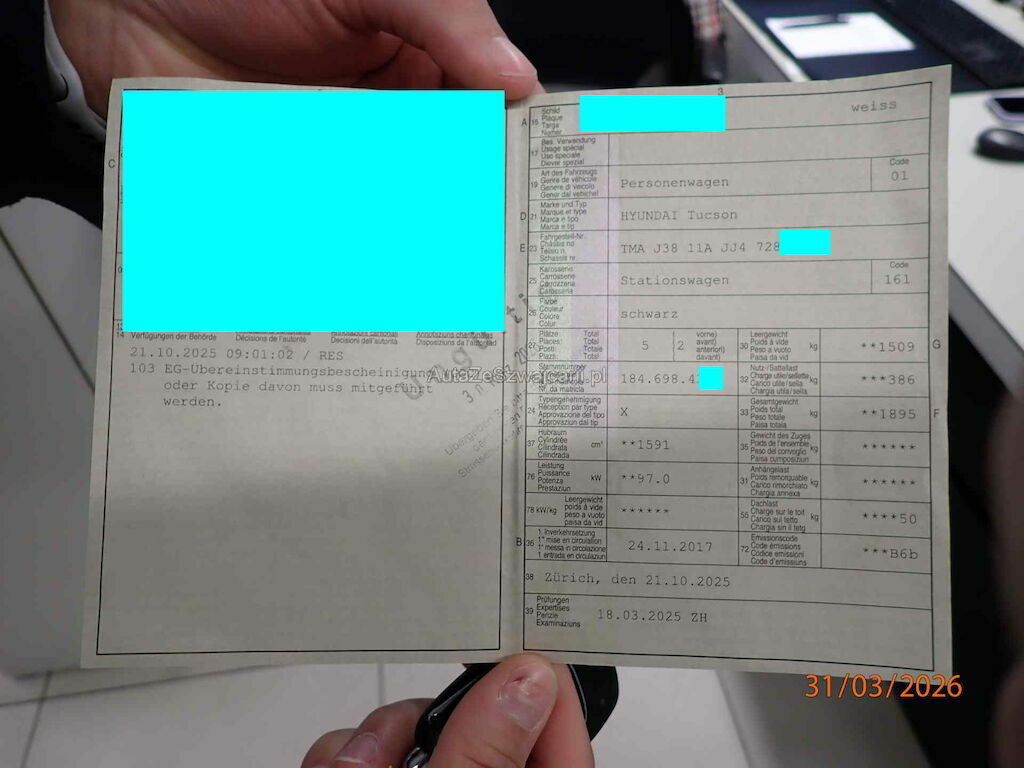 C
14
Verfügungen der Behörde
Décisions de l'autorité
Decisioni dell'autorità
Disposiziuns da l'autoritad
21.10.2025 09:01:02 / RES
103 EG-Übereinstimmungsbescheinigung
oder Kopie davon muss mitgeführt
werden.
AutaZeSzwajcarii.pl
3
A 15 Schild
Plaque
Targa
Numer
weiss
17 Bes. Verwendung
Usage spécial
Uso speciale
Diever spezial
19 Art des Fahrzeugs
Genre de véhicule
Genere di veicolo
Gener dal vehichel
Personenwagen
Code
01
D 21 Marke und Typ
Marque et type
Marca e tipo
Marca e tip
HYUNDAI Tucson
E 23 Fahrgestell-Nr.
Châssis no
Telaio n.
Schassis nr.
TMA J38 11A JJ4 728
25 Karosserie
Carrosserie
Carrozzeria
Carossaria
Stationswagen
Code
161
26 Farbe
Couleur
Colore
Colur
schwarz
27 Plätze: Total
Places: Total
Posti: Totale
Plazs: Total
5 ( 2 vorne)
avant)
anteriori)
davant)
30 Leergewicht
Poids à vide
Peso a vuoto
Paisa da vid
kg
**1509
G
Stammnummer
Nr. da matricla
184.698.4
32 Nutz-/Sattellast
Charge utile/sellette
Carico utile/sella
Chargia utila/sella
kg
***386
24 Typengenehmigung
Réception par type
Approvazione del tipo
Approvaziun dal tip
X
33 Gesamtgewicht
Poids total
Peso totale
Paisa totala
kg
**1895
F
37 Hubraum
Cylindrée
Cilindrata
Cilindrada
cm³
**1591
35 Gewicht des Zuges
Poids de l'ensemble
Peso del convoglio
Paisa cumposiziun
kg
******
76 Leistung
Puissance
Potenza
Prestaziun
kW
**97.0
31 Anhängelast
Poids remorquable
Carico rimorchiato
Chargia annexa
kg
******
78 kW/kg Leergewicht
poids à vide
peso a vuoto
paisa da vid
******
55 Dachlast
Charge sur le toit
Carico sul tetto
Chargia sin il tetg
kg
****50
B 36 1. Inverkehrsetzung
1re mise en circulation
1a messa in circolazione
1 entrada en circulaziun
24.11.2017
72 Emissionscode
Code émissions
Codice emissioni
Code d'emissiuns
***B6b
38 Zürich, den 21.10.2025
39 Prüfungen
Expertises
Perizie
Examinaziuns
18.03.2025 ZH
31/03/2026